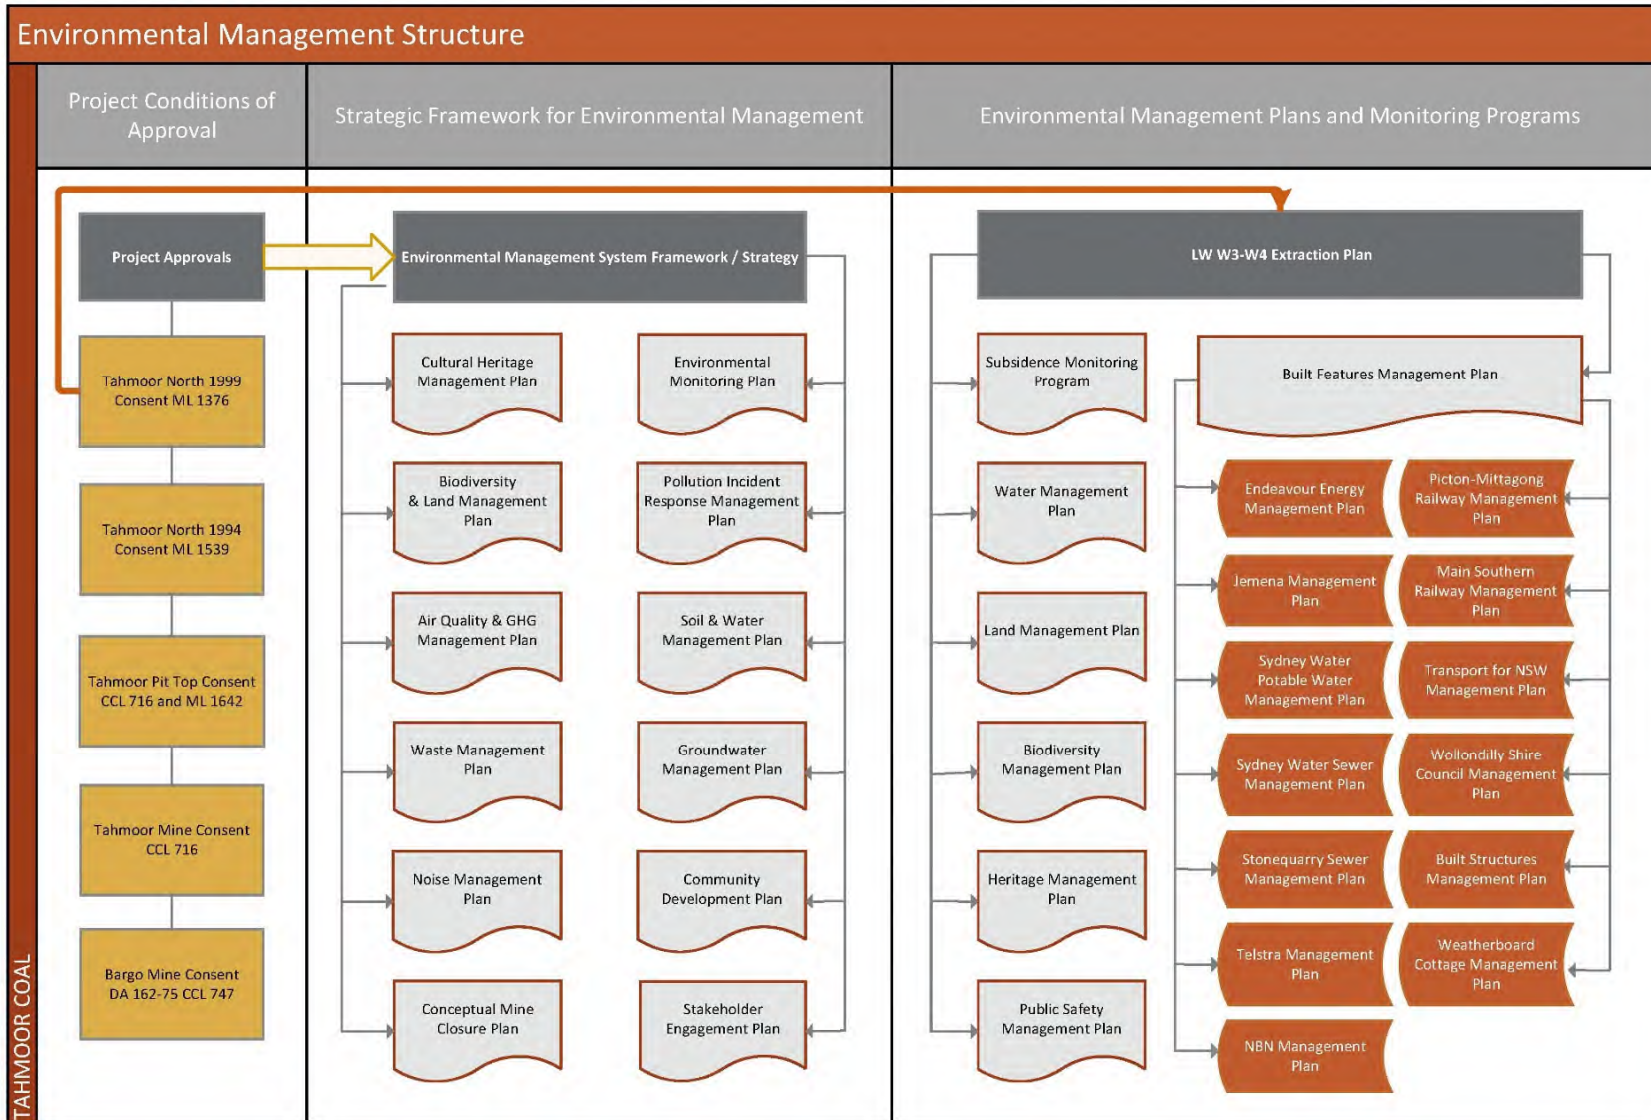 Environmental Management Structure
TAHMOOR COAL
Project Conditions of
Approval
Strategic Framework for Environmental Management
Environmental Management Plans and Monitoring Programs
Project Approvals
Tahmoor North 1999
Consent ML 1376
Tahmoor North 1994
Consent ML 1539
Tahmoor Pit Top Consent
CCL 716 and ML 1642
Tahmoor Mine Consent
CCL 716
Bargo Mine Consent
DA 162-75 CCL 747
Environmental Management System Framework / Strategy
Cultural Heritage
Management Plan
Biodiversity
& Land Management
Plan
Air Quality & GHG
Management Plan
Waste Management
Plan
Noise Management
Plan
Conceptual Mine
Closure Plan
Environmental
Monitoring Plan
Pollution Incident
Response Management
Plan
Soil & Water
Management Plan
Groundwater
Management Plan
Community
Development Plan
Stakeholder
Engagement Plan
LW W3-W4 Extraction Plan
Subsidence Monitoring
Program
Water Management
Plan
Land Management Plan
Biodiversity
Management Plan
Heritage Management
Plan
Public Safety
Management Plan
Built Features Management Plan
Endeavour Energy
Management Plan
Jemena Management
Plan
Sydney Water
Potable Water
Management Plan
Sydney Water Sewer
Management Plan
Stonequarry Sewer
Management Plan
Telstra Management
Plan
NBN Management
Plan
Picton-Mittagong
Railway Management
Plan
Main Southern
Railway Management
Plan
Transport for NSW
Management Plan
Wollondilly Shire
Council Management
Plan
Built Structures
Management Plan
Weatherboard
Cottage Management
Plan